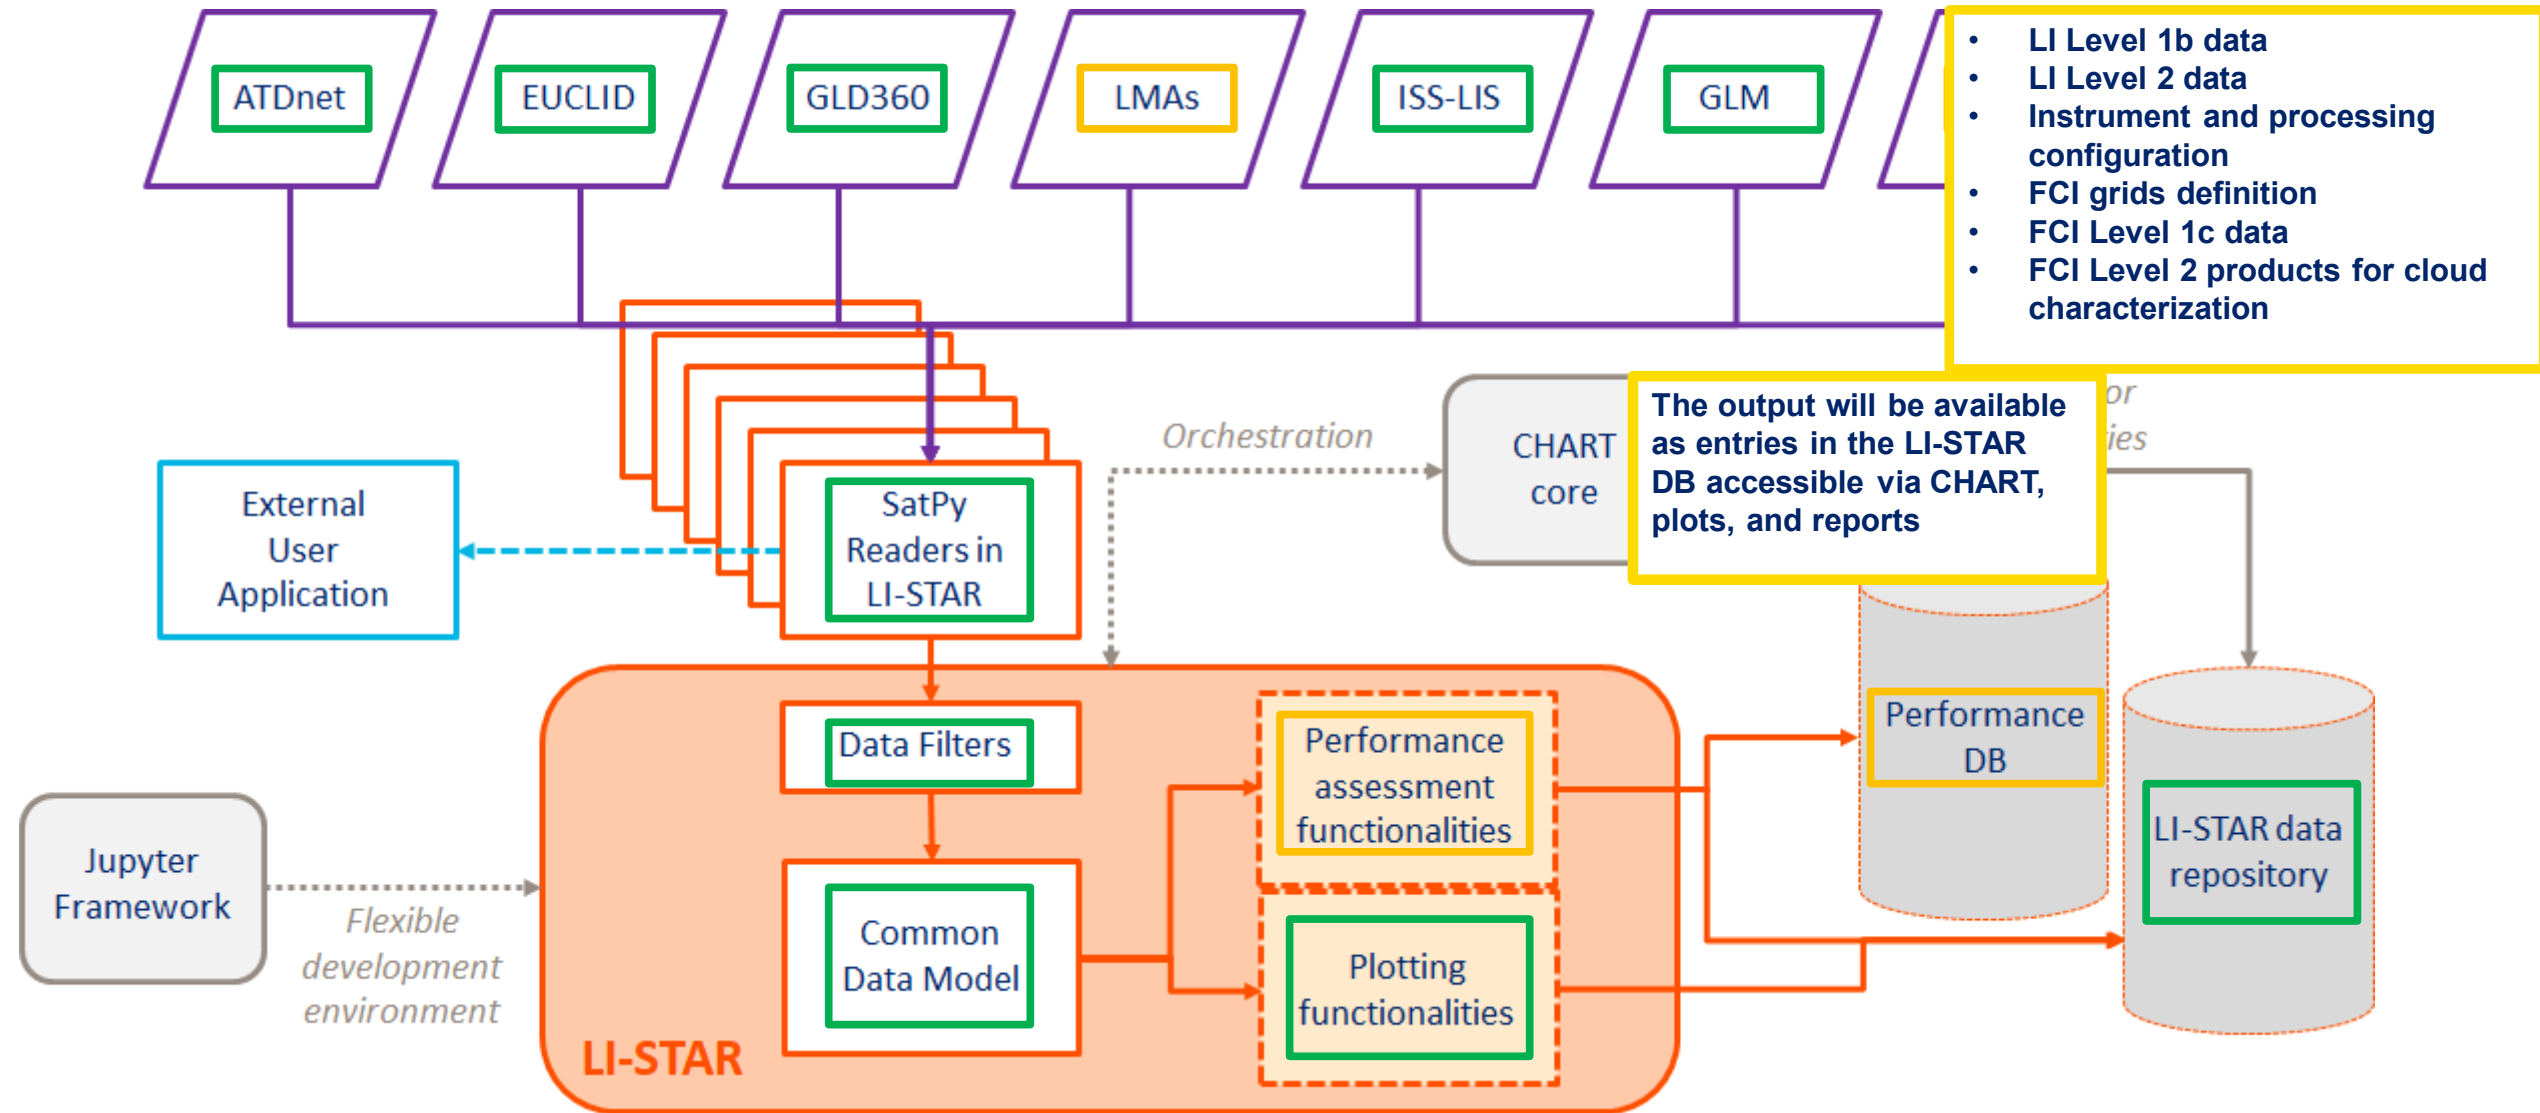 ATDnet
EUCLID
GLD360
LMAs
ISS-LIS
GLM
• LI Level 1b data
• LI Level 2 data
• Instrument and processing
configuration
• FCI grids definition
• FCI Level 1c data
• FCI Level 2 products for cloud
characterization
Orchestration
CHART
core
The output will be available
as entries in the LI-STAR
DB accessible via CHART,
plots, and reports
External
User
Application
SatPy
Readers in
LI-STAR
Data Filters
Common
Data Model
Performance
assessment
functionalities
Plotting
functionalities
Performance
DB
LI-STAR data
repository
Jupyter
Framework
Flexible
development
environment
LI-STAR